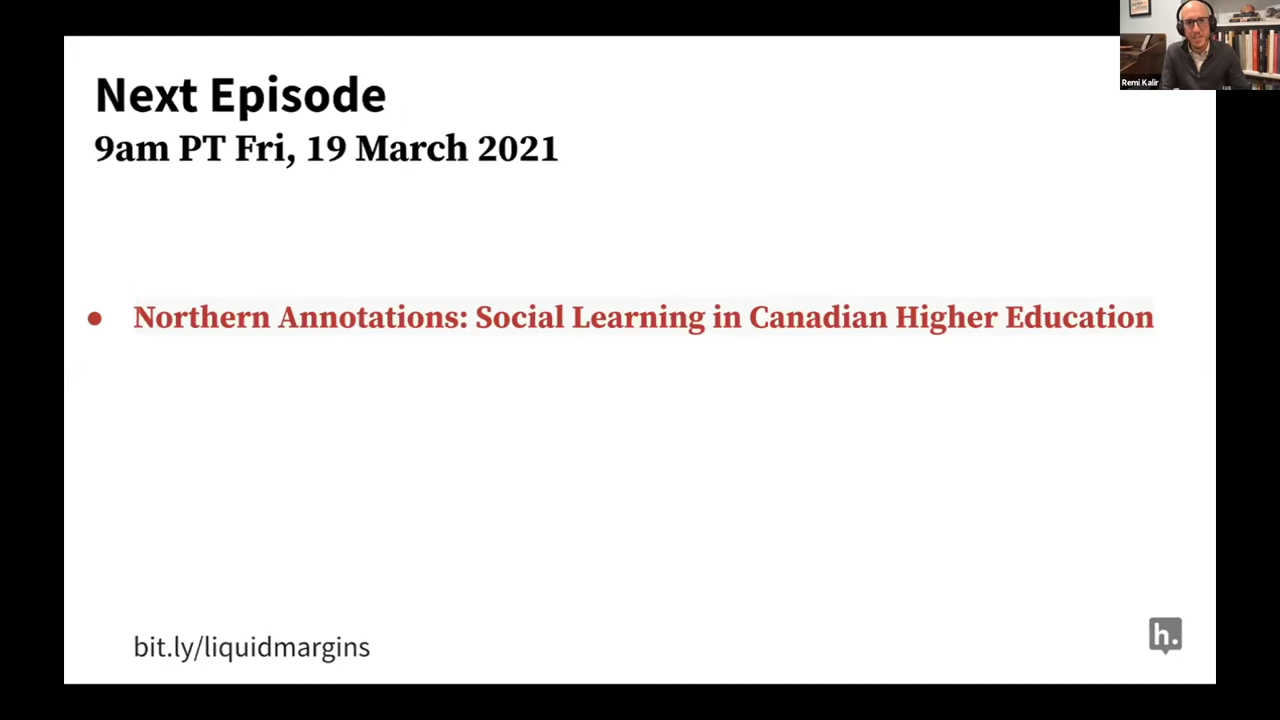 Next Episode
9am PT Fri, 19 March 2021
Remi Kalir
● Northern Annotations: Social Learning in Canadian Higher Education
bit.ly/liquidmargins
h.